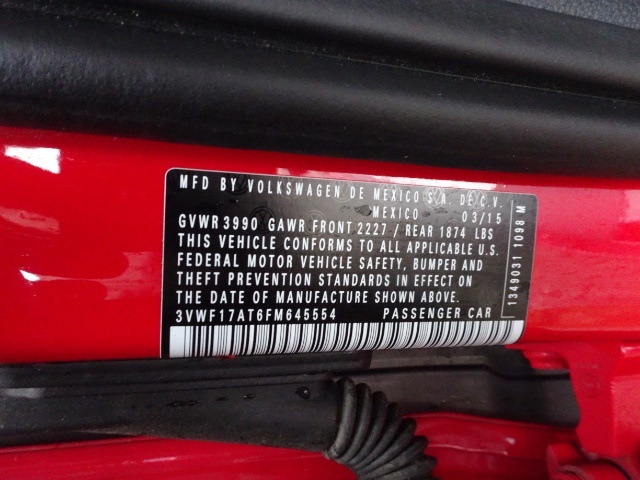 MFD BY VOLKSWAGEN DE MEXICO S.A. DE C.V.
MEXICO 03/15
GVWR 3990 GAWR FRONT 2227 / REAR 1874 LBS
THIS VEHICLE CONFORMS TO ALL APPLICABLE U.S.
FEDERAL MOTOR VEHICLE SAFETY, BUMPER AND
THEFT PREVENTION STANDARDS IN EFFECT ON
THE DATE OF MANUFACTURE SHOWN ABOVE.
3VWF17AT6FM645554 PASSENGER CAR
1349031 1098 M